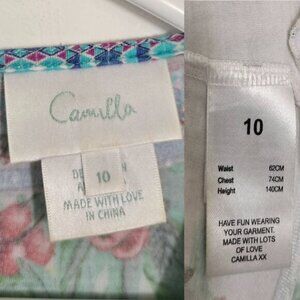 Camilla
10
MADE WITH LOVE
IN CHINA
10
Waist 62CM
Chest 74CM
Height 140CM
HAVE FUN WEARING
YOUR GARMENT.
MADE WITH LOTS
OF LOVE
CAMILLA XX